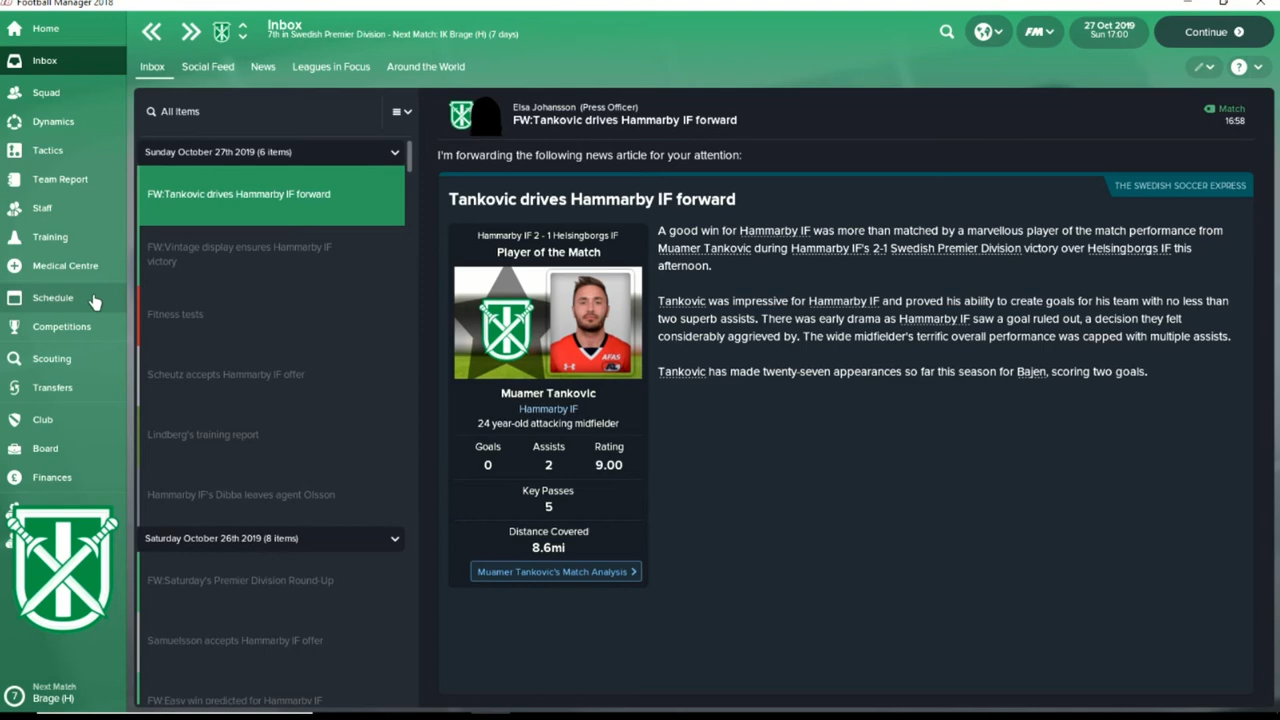 Football Manager 2018
Home
Inbox
Squad
Dynamics
Tactics
Team Report
Staff
Training
Medical Centre
Schedule
Competitions
Scouting
Transfers
Club
Board
Finances
7
Next Match
Brage (H)
Inbox
7th in Swedish Premier Division - Next Match: IK Brage (H) (7 days)
FM
27 Oct 2019
Sun 17:00
Continue
Inbox
Social Feed
News
Leagues in Focus
Around the World
?
All Items
Sunday October 27th 2019 (6 items)
FW:Tankovic drives Hammarby IF forward
FW:Vintage display ensures Hammarby IF
victory
Fitness tests
Scheutz accepts Hammarby IF offer
Lindberg's training report
Hammarby IF's Dibba leaves agent Olsson
Saturday October 26th 2019 (8 items)
FW:Saturday's Premier Division Round-Up
Samuelsson accepts Hammarby IF offer
FW:Easy win predicted for Hammarby IF
Elsa Johansson (Press Officer)
FW:Tankovic drives Hammarby IF forward
Match
16:58
I'm forwarding the following news article for your attention:
THE SWEDISH SOCCER EXPRESS
Tankovic drives Hammarby IF forward
Hammarby IF 2 - 1 Helsingborgs IF
Player of the Match
AFAS
Muamer Tankovic
Hammarby IF
24 year-old attacking midfielder
Goals Assists Rating
0 2 9.00
Key Passes
5
Distance Covered
8.6mi
Muamer Tankovic's Match Analysis
A good win for Hammarby IF was more than matched by a marvellous player of the match performance from
Muamer Tankovic during Hammarby IF's 2-1 Swedish Premier Division victory over Helsingborgs IF this
afternoon.
Tankovic was impressive for Hammarby IF and proved his ability to create goals for his team with no less than
two superb assists. There was early drama as Hammarby IF saw a goal ruled out, a decision they felt
considerably aggrieved by. The wide midfielder's terrific overall performance was capped with multiple assists.
Tankovic has made twenty-seven appearances so far this season for Bajen, scoring two goals.